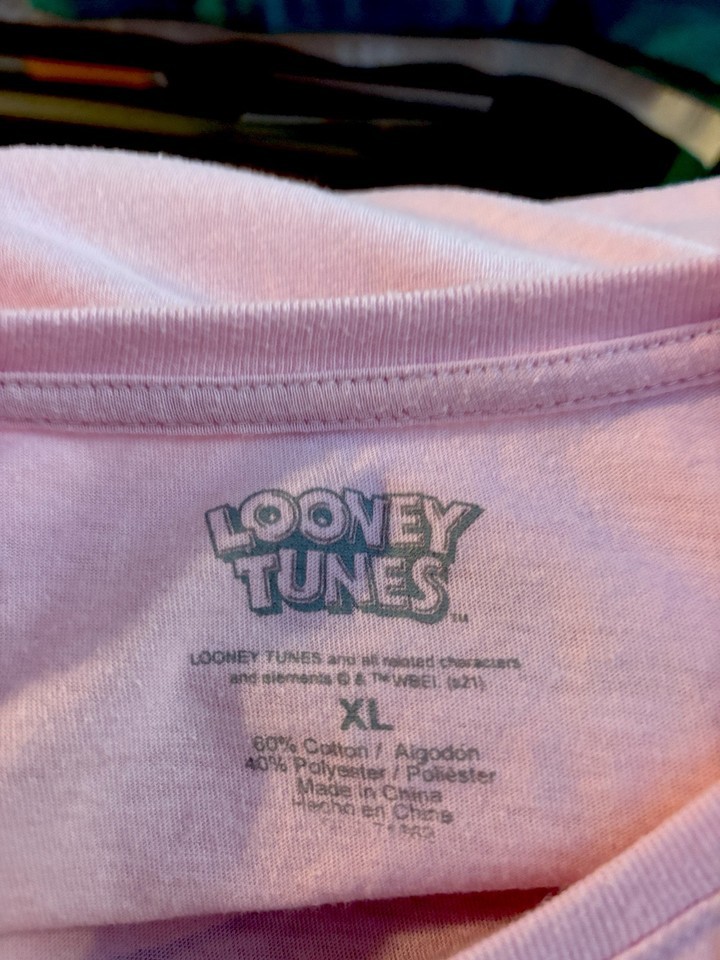 LOONEY
TUNES
TM
LOONEY TUNES and all related characters
and elements © & ™ WBEI. (s21)
XL
60% Cotton / Algodón
40% Polyester / Poliéster
Made in China
Hecho en China